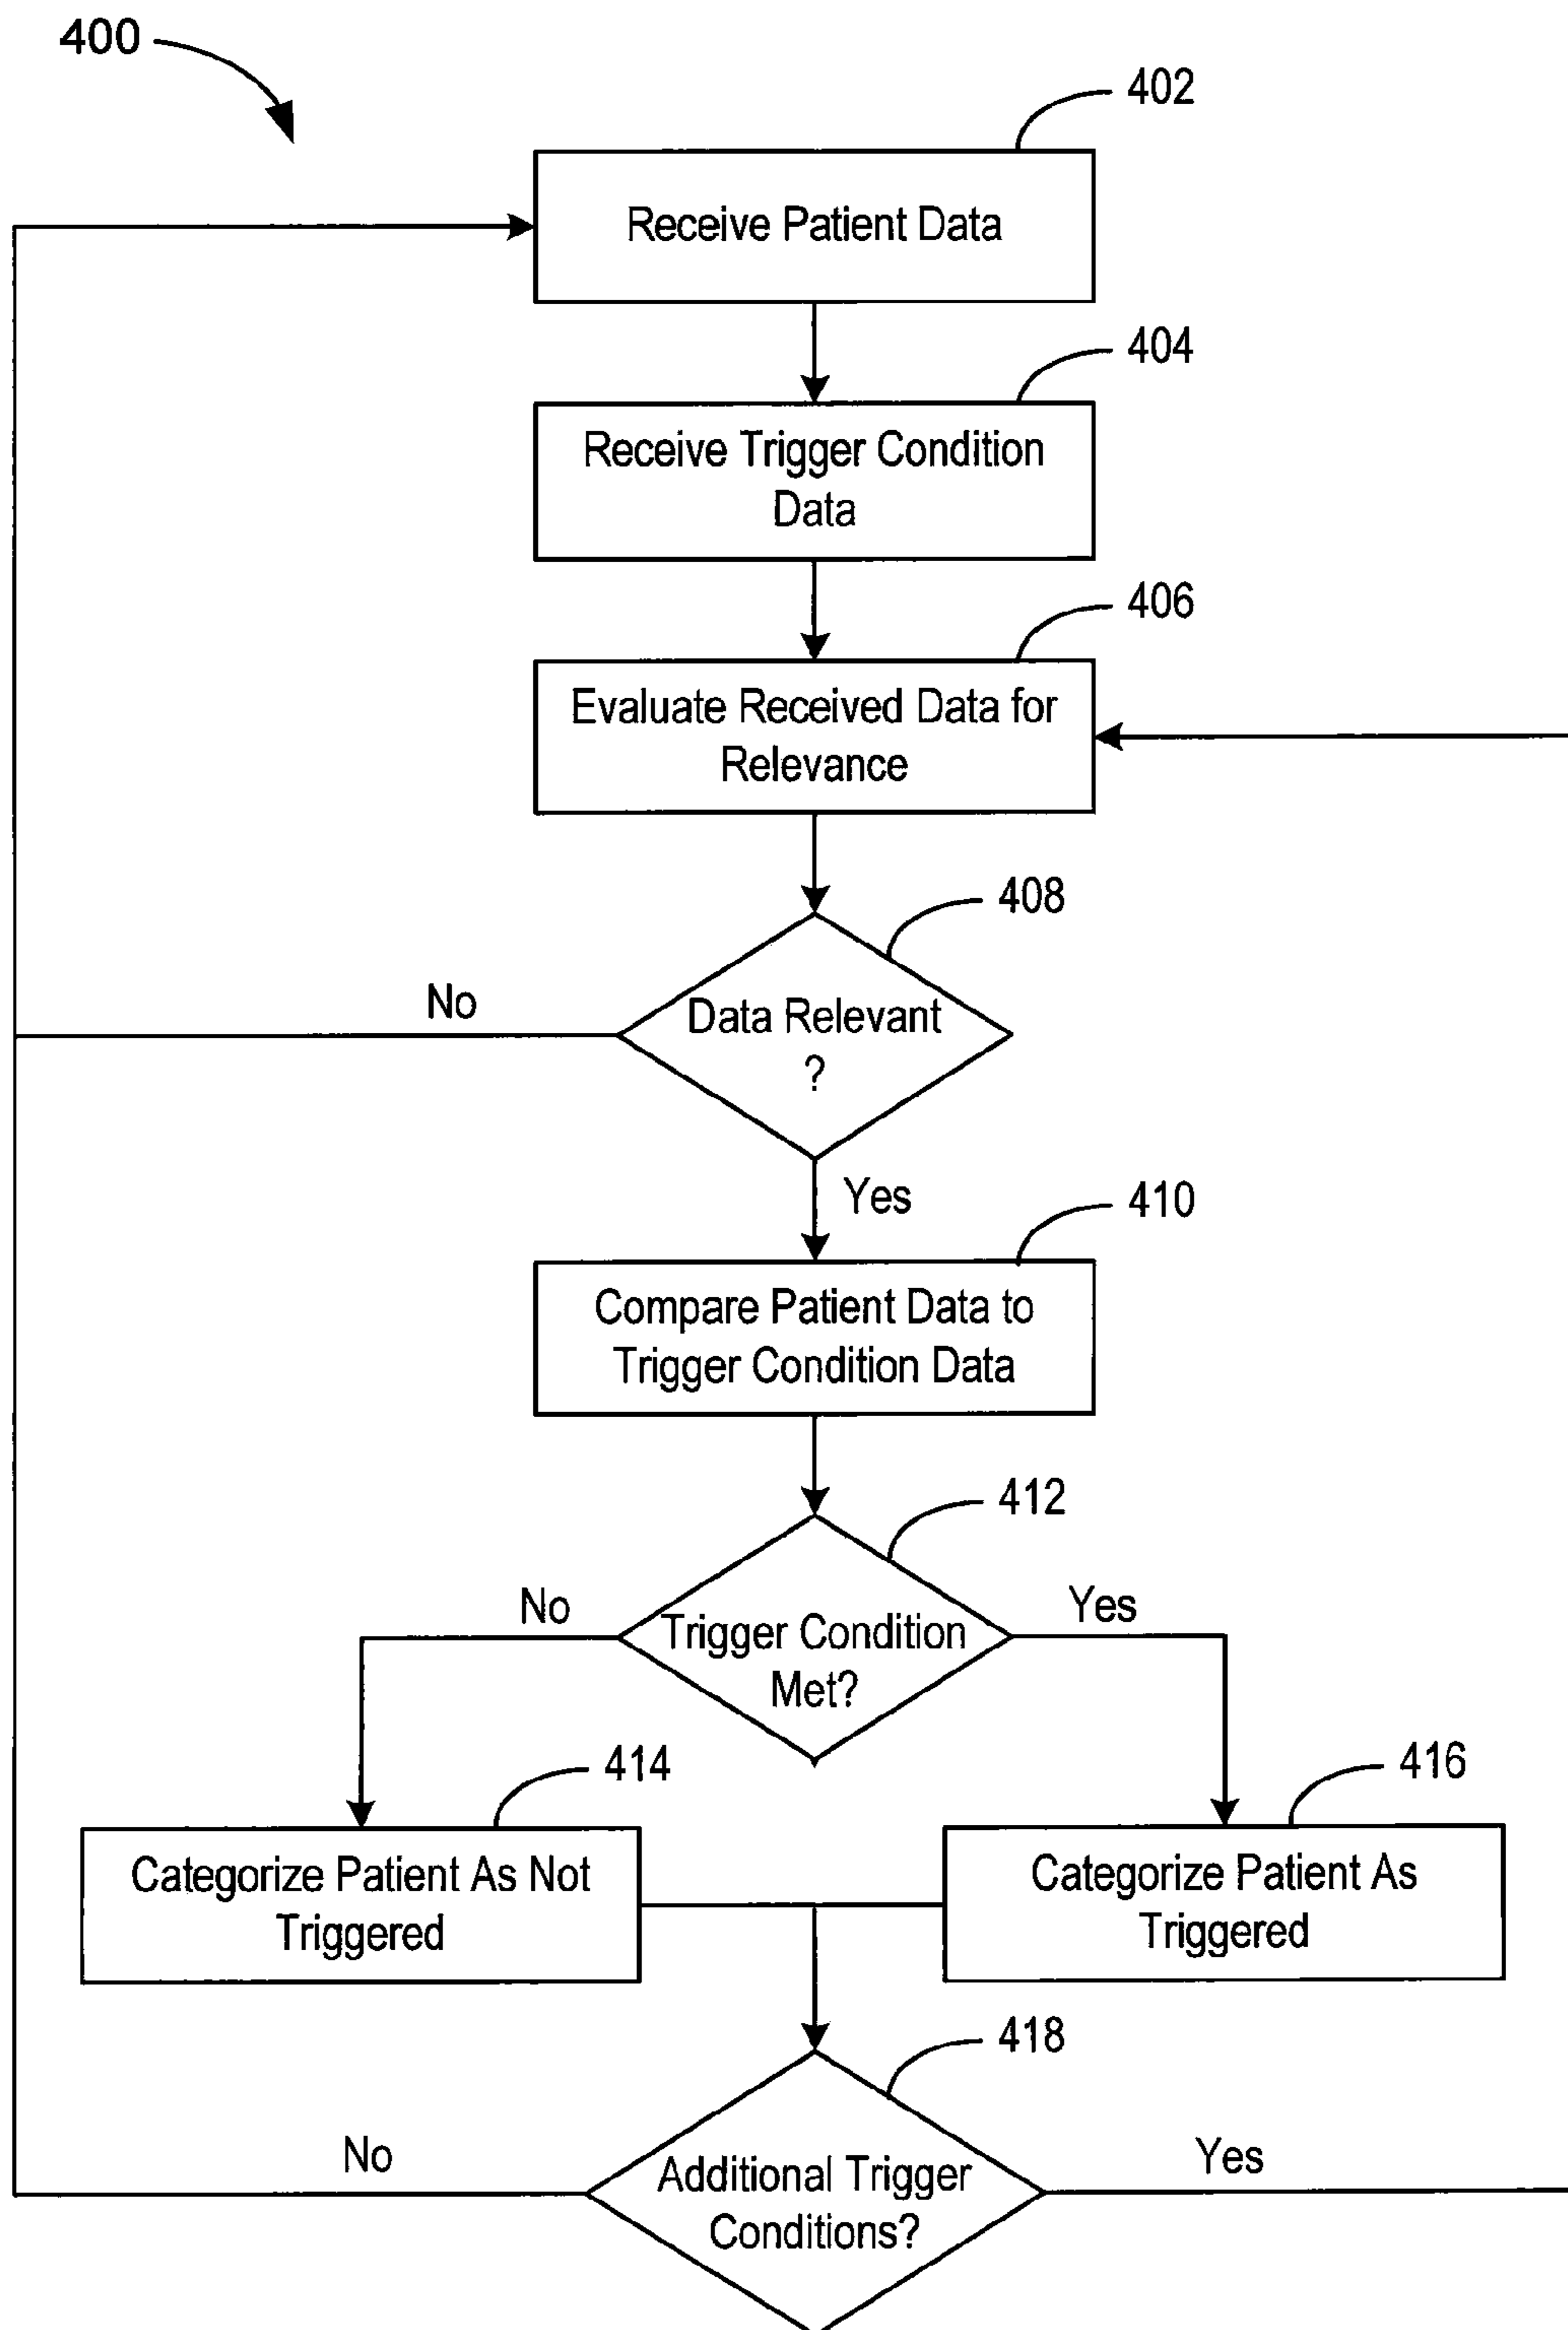 400
402
Receive Patient Data
404
Receive Trigger Condition
Data
406
Evaluate Received Data for
Relevance
408
No
Data Relevant
?
Yes
410
Compare Patient Data to
Trigger Condition Data
412
No
Yes
Trigger Condition
Met?
414
416
Categorize Patient As Not
Triggered
Categorize Patient As
Triggered
418
No
Yes
Additional Trigger
Conditions?